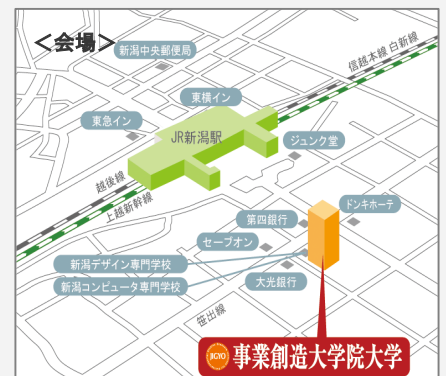 ＜会場＞
新潟中央郵便局
信越本線 白新線
東横イン
東急イン
JR新潟駅
ジュンク堂
越後線
上越新幹線
ドンキホーテ
第四銀行
セーブオン
新潟デザイン専門学校
新潟コンピュータ専門学校
大光銀行
笹出線
JIGYO 事業創造大学院大学